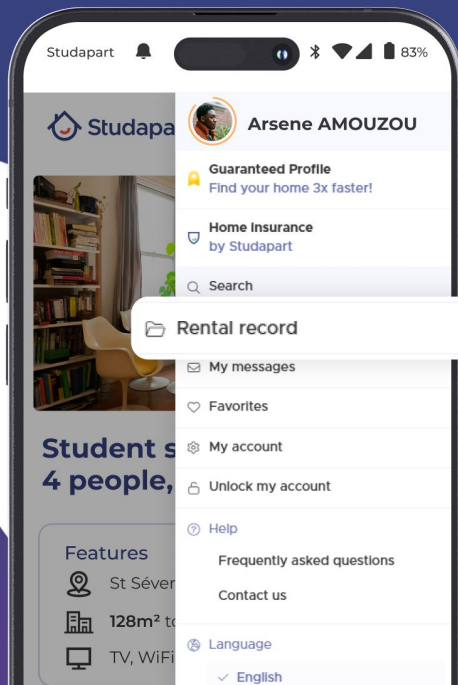 Studapart
83%
Studapa
Arsene AMOUZOU
Guaranteed Profile
Find your home 3x faster!
Home Insurance
by Studapart
Search
Rental record
My messages
Favorites
My account
Unlock my account
Help
Frequently asked questions
Contact us
Language
English
Student s
4 people,
Features
St Séver
128m² to
TV, WiFi